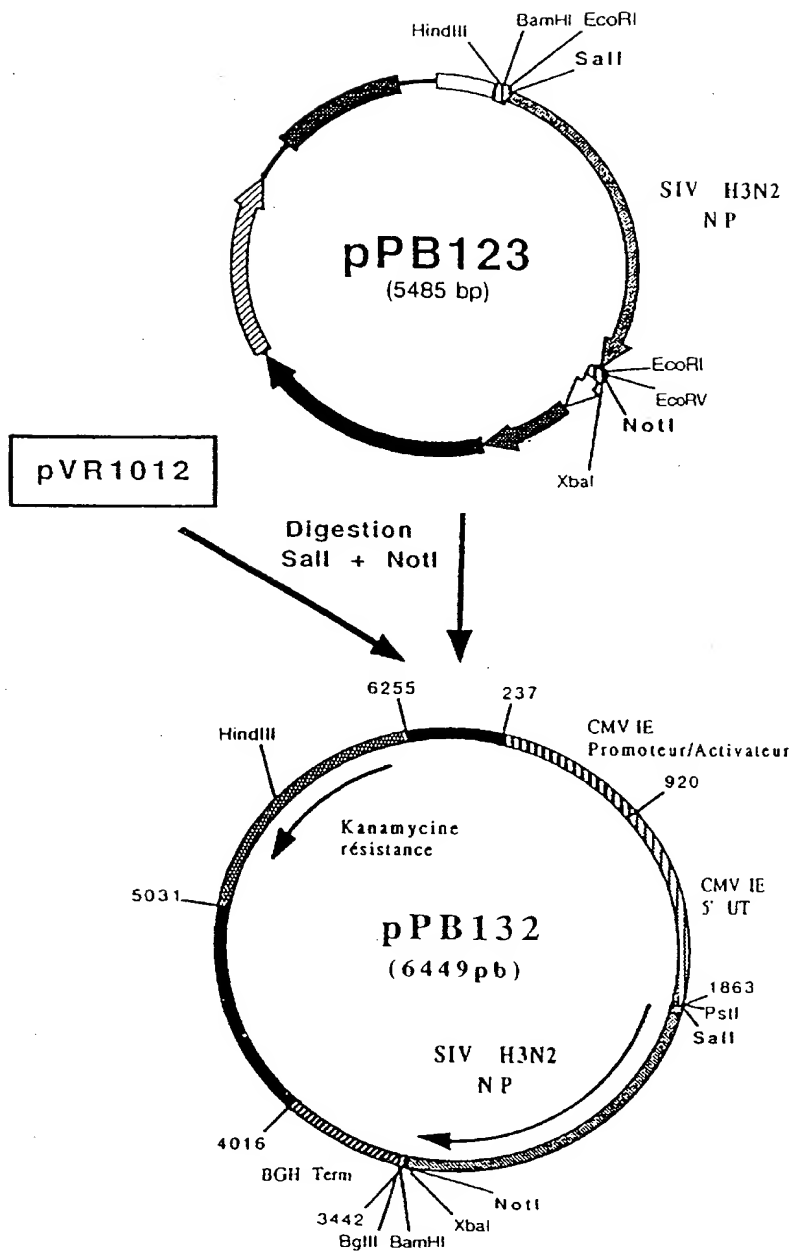 HindIII
BamHI EcoRI
SalI
SIV H3N2
NP
pPB123
(5485 bp)
EcoRI
EcoRV
NotI
XbaI
pVR1012
Digestion
SalI + NotI
6255
237
HindIII
CMV IE
Promoteur/Activateur
920
Kanamycine
résistance
5031
CMV IE
5' UT
pPB132
(6449pb)
1863
PstI
SalI
SIV H3N2
NP
4016
BGH Term
NotI
3442
XbaI
BglII BamHI